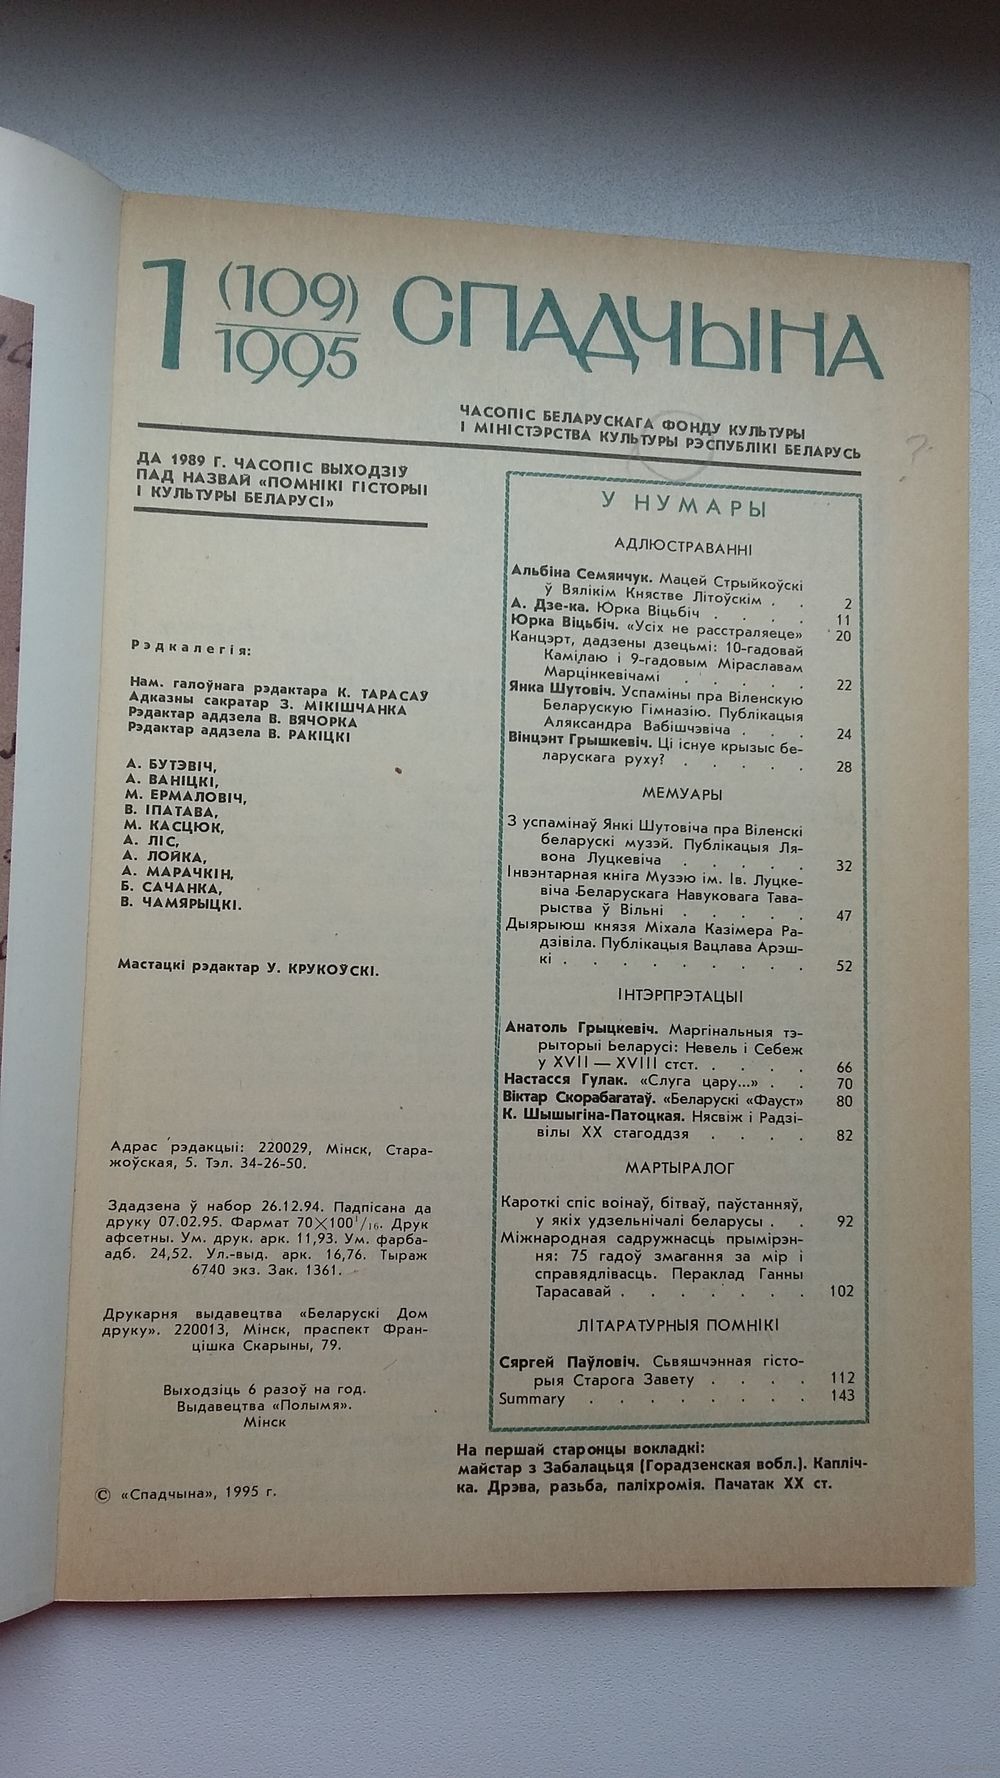 1 (109)
1995
СПАДЧЫНА
ЧАСОПІС БЕЛАРУСКАГА ФОНДУ КУЛЬТУРЫ
І МІНІСТЭРСТВА КУЛЬТУРЫ РЭСПУБЛІКІ БЕЛАРУСЬ
?
ДА 1989 Г. ЧАСОПІС ВЫХОДЗІЎ
ПАД НАЗВАЙ «ПОМНІКІ ГІСТОРЫІ
І КУЛЬТУРЫ БЕЛАРУСІ»
Рэдкалегія:
Нам. галоўнага рэдактара К. ТАРАСАЎ
Адказны сакратар З. МІКІШЧАНКА
Рэдактар аддзела В. ВЯЧОРКА
Рэдактар аддзела В. РАКІЦКІ
А. БУТЭВІЧ,
А. ВАНІЦКІ,
М. ЕРМАЛОВІЧ,
В. ІПАТАВА,
М. КАСЦЮК,
А. ЛІС,
А. ЛОЙКА,
А. МАРАЧКІН,
Б. САЧАНКА,
В. ЧАМЯРЫЦКІ.
Мастацкі рэдактар У. КРУКОЎСКІ.
Адрас рэдакцыі: 220029, Мінск, Стара-
жоўская, 5. Тэл. 34-26-50.
Здадзена ў набор 26.12.94. Падпісана да
друку 07.02.95. Фармат 70×100¹/₁₆. Друк
афсетны. Ум. друк. арк. 11,93. Ум. фарба-
адб. 24,52. Ул.-выд. арк. 16,76. Тыраж
6740 экз. Зак. 1361.
Друкарня выдавецтва «Беларускі Дом
друку». 220013, Мінск, праспект Фран-
цішка Скарыны, 79.
Выходзіць 6 разоў на год.
Выдавецтва «Полымя».
Мінск
© «Спадчына», 1995 г.
У НУМАРЫ
АДЛЮСТРАВАННІ
Альбіна Семянчук. Мацей Стрыйкоўскі
ў Вялікім Княстве Літоўскім . . 2
А. Дзе-ка. Юрка Віцьбіч . . . . 11
Юрка Віцьбіч. «Усіх не расстраляеце» 20
Канцэрт, дадзены дзецьмі: 10-гадовай
Камілаю і 9-гадовым Міраславам
Марцінкевічамі . . . . . 22
Янка Шутовіч. Успаміны пра Віленскую
Беларускую Гімназію. Публікацыя
Аляксандра Вабішчэвіча . . . 24
Вінцэнт Грышкевіч. Ці існуе крызыс бе-
ларускага руху? . . . . . 28
МЕМУАРЫ
З успамінаў Янкі Шутовіча пра Віленскі
беларускі музэй. Публікацыя Ля-
вона Луцкевіча . . . . . 32
Інвэнтарная кніга Музэю ім. Ів. Луцке-
віча Беларускага Навуковага Тава-
рыства ў Вільні . . . . . 47
Дыярыюш князя Міхала Казімера Ра-
дзівіла. Публікацыя Вацлава Арэш-
кі . . . . . . . . 52
ІНТЭРПРЭТАЦЫІ
Анатоль Грыцкевіч. Маргінальныя тэ-
рыторыі Беларусі: Невель і Себеж
у XVII — XVIII стст. . . . . 66
Настасся Гулак. «Слуга цару...» . . 70
Віктар Скорабагатаў. «Беларускі «Фауст» 80
К. Шышыгіна-Патоцкая. Нясвіж і Радзі-
вілы XX стагоддзя . . . . 82
МАРТЫРАЛОГ
Кароткі спіс воінаў, бітваў, паўстанняў,
у якіх удзельнічалі беларусы . . 92
Міжнародная садружнасць прымірэн-
ня: 75 гадоў змагання за мір і
справядлівасць. Пераклад Ганны
Тарасавай . . . . . . . 102
ЛІТАРАТУРНЫЯ ПОМНІКІ
Сяргей Паўловіч. Сьвяшчэнная гісто-
рыя Старога Завету . . . . 112
Summary . . . . . . . . 143
На першай старонцы вокладкі:
майстар з Забалацьця (Горадзенская вобл.). Капліч-
ка. Дрэва, разьба, паліхромія. Пачатак XX ст.